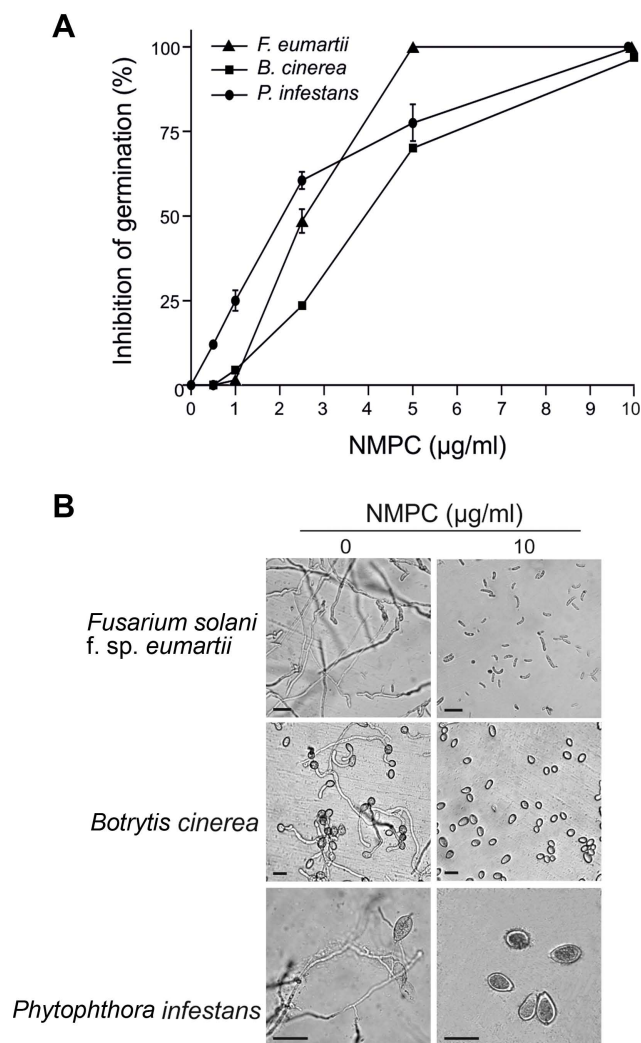 A
F. eumartii
B. cinerea
P. infestans
Inhibition of germination (%)
100
75
50
25
0
0 1 2 3 4 5 6 7 8 9 10
NMPC (µg/ml)
B
NMPC (µg/ml)
0 10
Fusarium solani
f. sp. eumartii
Botrytis cinerea
Phytophthora infestans